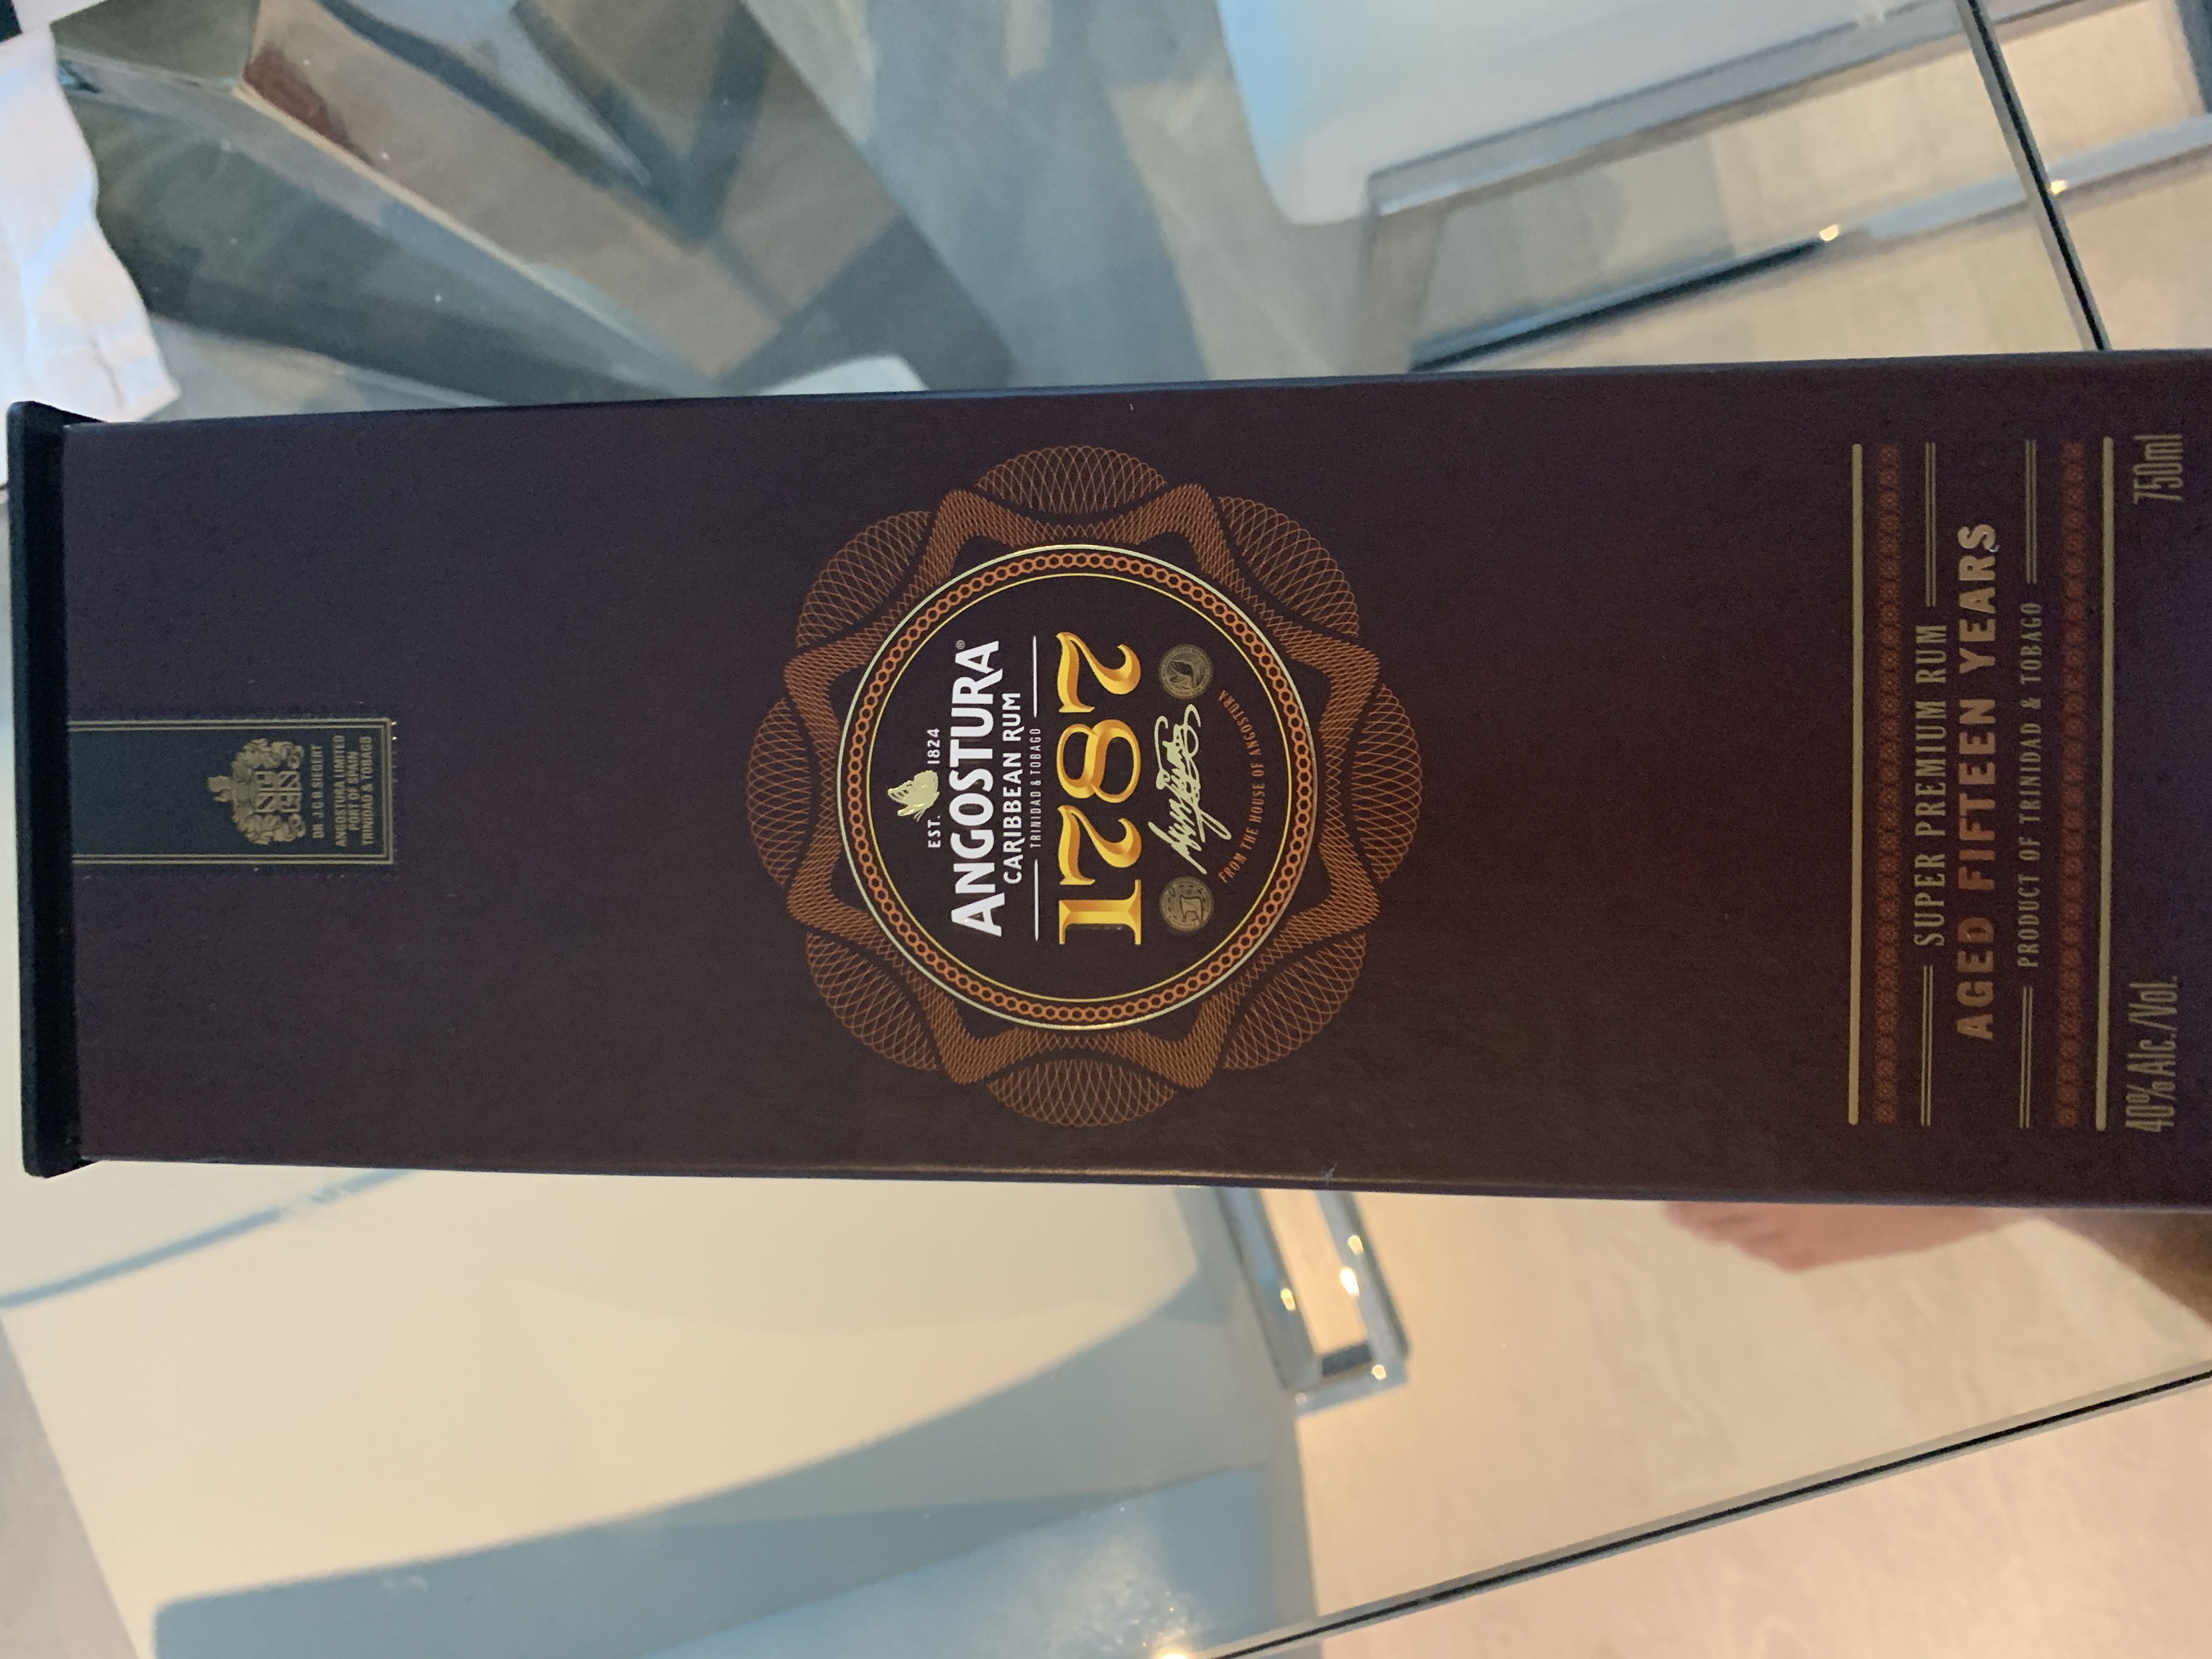 DR. J.G.B. SIEGERT
ANGOSTURA LIMITED
PORT OF SPAIN
TRINIDAD & TOBAGO
EST. 1824
ANGOSTURA®
CARIBBEAN RUM
TRINIDAD & TOBAGO
1787
FROM THE HOUSE OF ANGOSTURA
SUPER PREMIUM RUM
AGED FIFTEEN YEARS
PRODUCT OF TRINIDAD & TOBAGO
40% Alc./Vol. 750ml